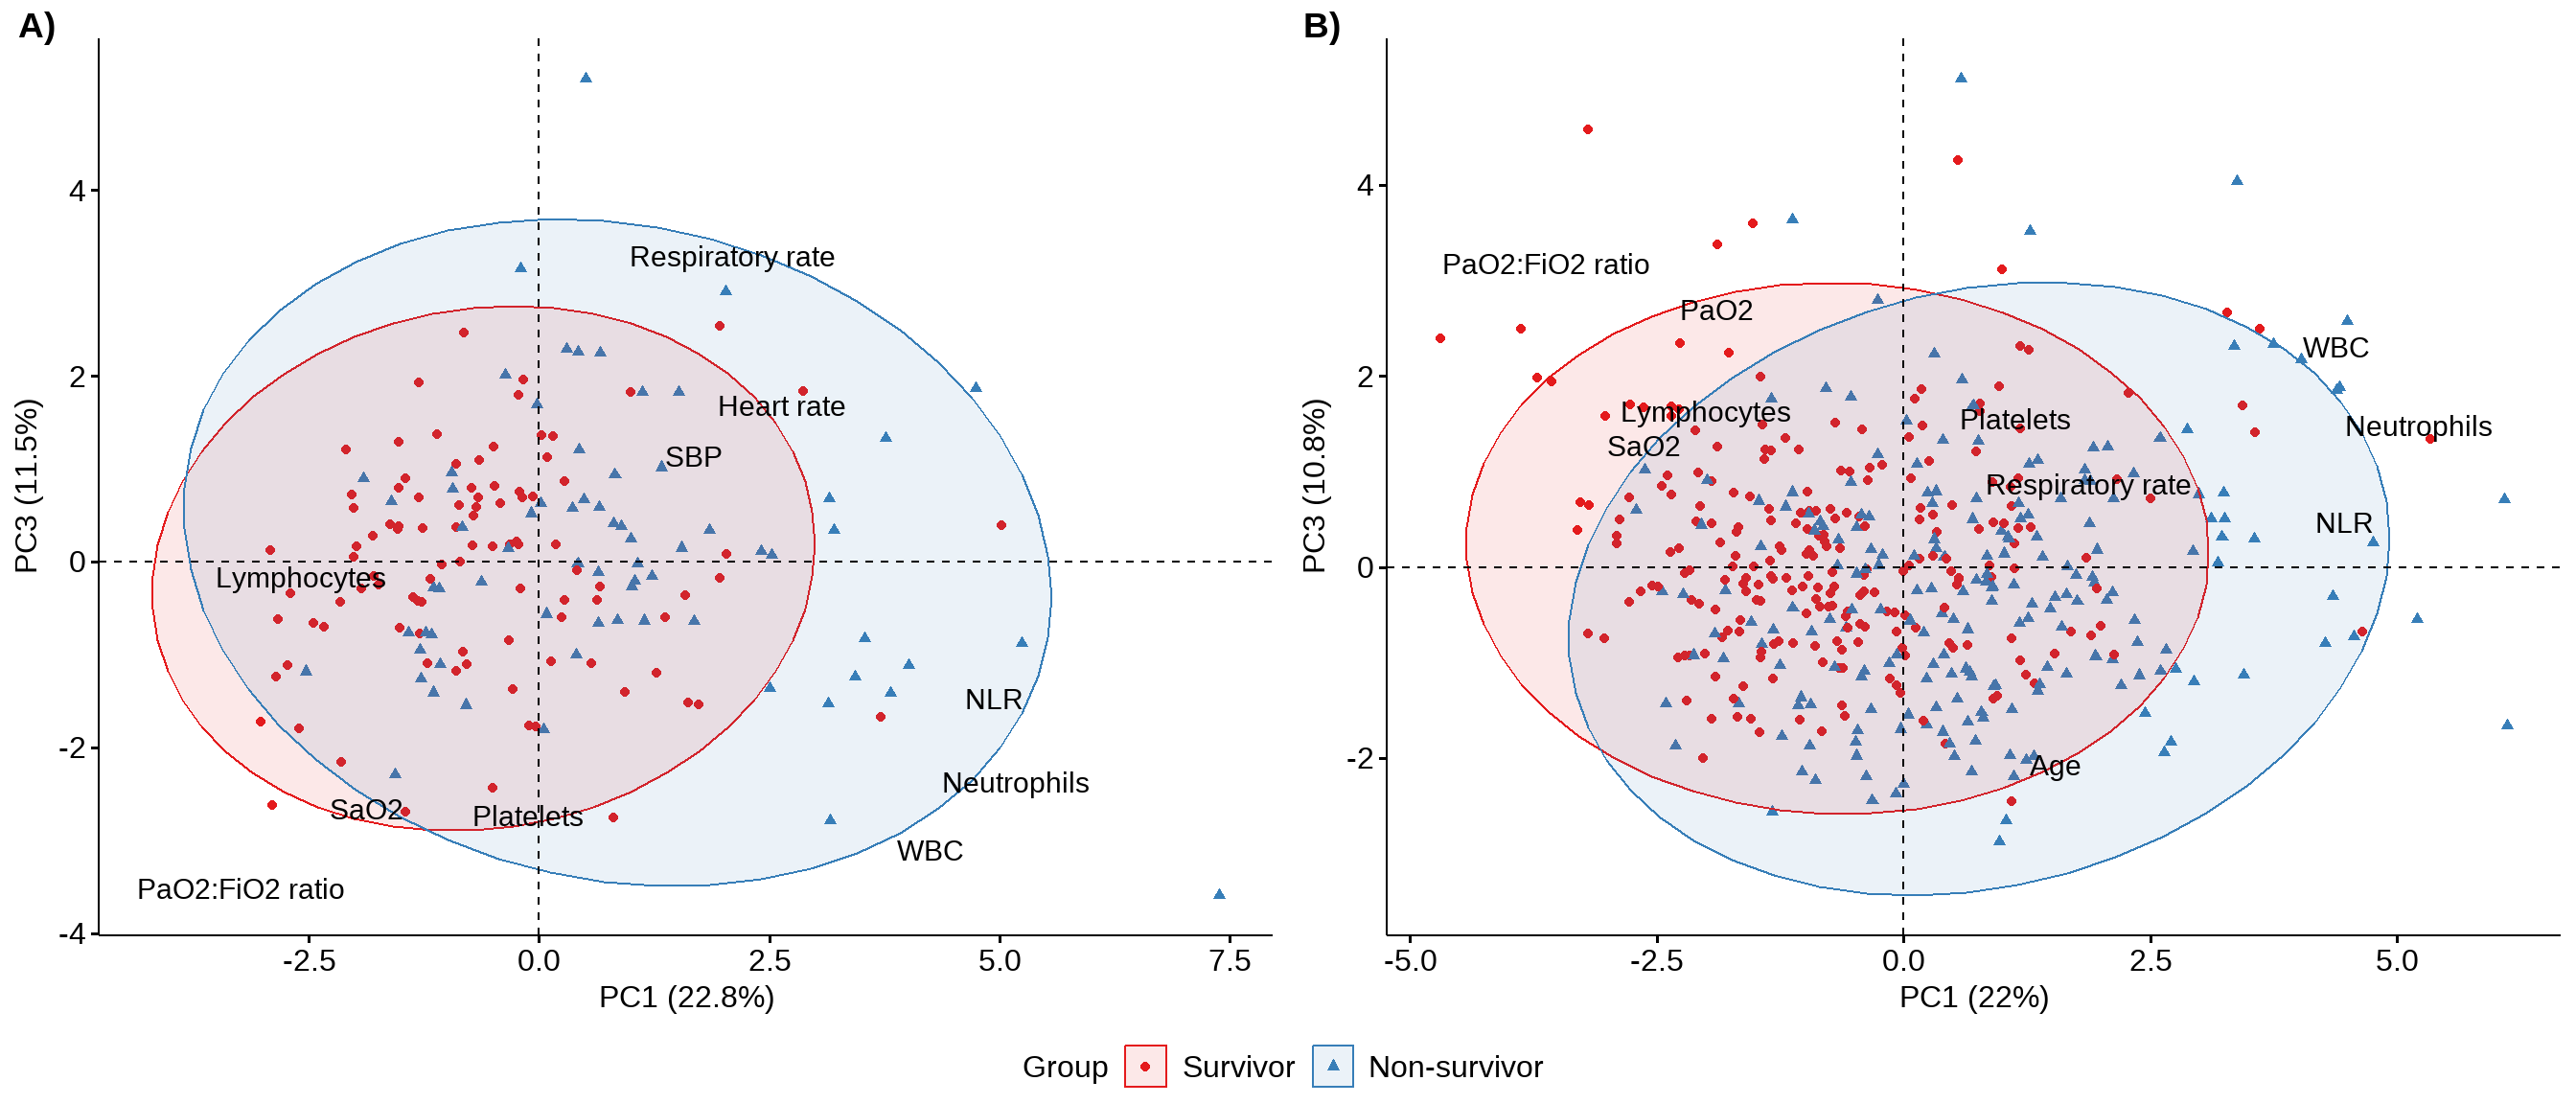 A)
PC3 (11.5%)
4
2
0
-2
-4
Respiratory rate
Heart rate
SBP
Lymphocytes
NLR
Neutrophils
SaO2
Platelets
WBC
PaO2:FiO2 ratio
-2.5 0.0 2.5 5.0 7.5
PC1 (22.8%)
B)
PC3 (10.8%)
4
2
0
-2
PaO2:FiO2 ratio
PaO2
WBC
Lymphocytes
Platelets
Neutrophils
SaO2
Respiratory rate
NLR
Age
-5.0 -2.5 0.0 2.5 5.0
PC1 (22%)
Group Survivor Non-survivor